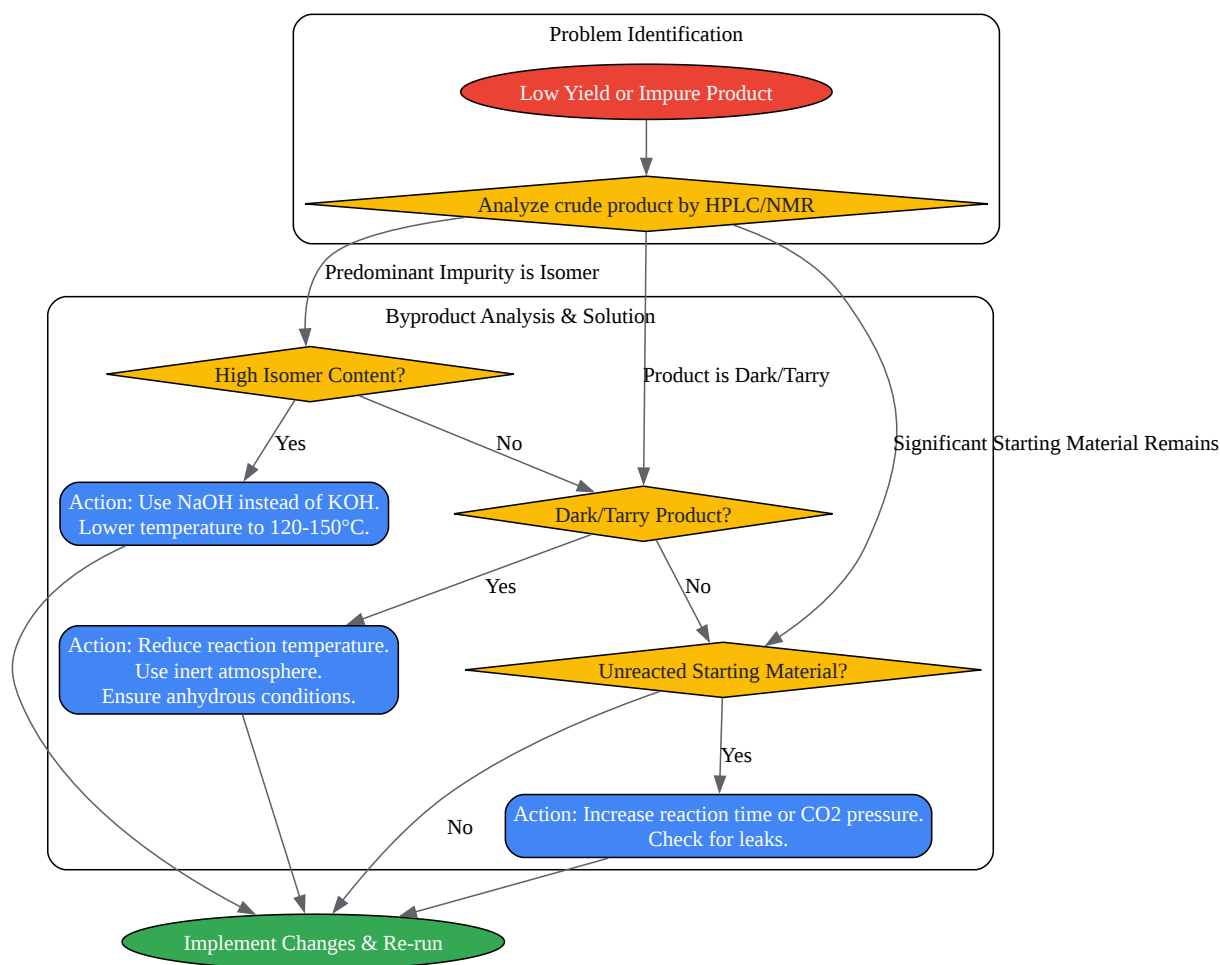 Problem Identification
Low Yield or Impure Product
Analyze crude product by HPLC/NMR
Predominant Impurity is Isomer
Byproduct Analysis & Solution
High Isomer Content?
Product is Dark/Tarry
Significant Starting Material Remains
Yes
No
Action: Use NaOH instead of KOH.
Lower temperature to 120-150°C.
Dark/Tarry Product?
Yes
No
Action: Reduce reaction temperature.
Use inert atmosphere.
Ensure anhydrous conditions.
Unreacted Starting Material?
Yes
No
Action: Increase reaction time or CO2 pressure.
Check for leaks.
Implement Changes & Re-run